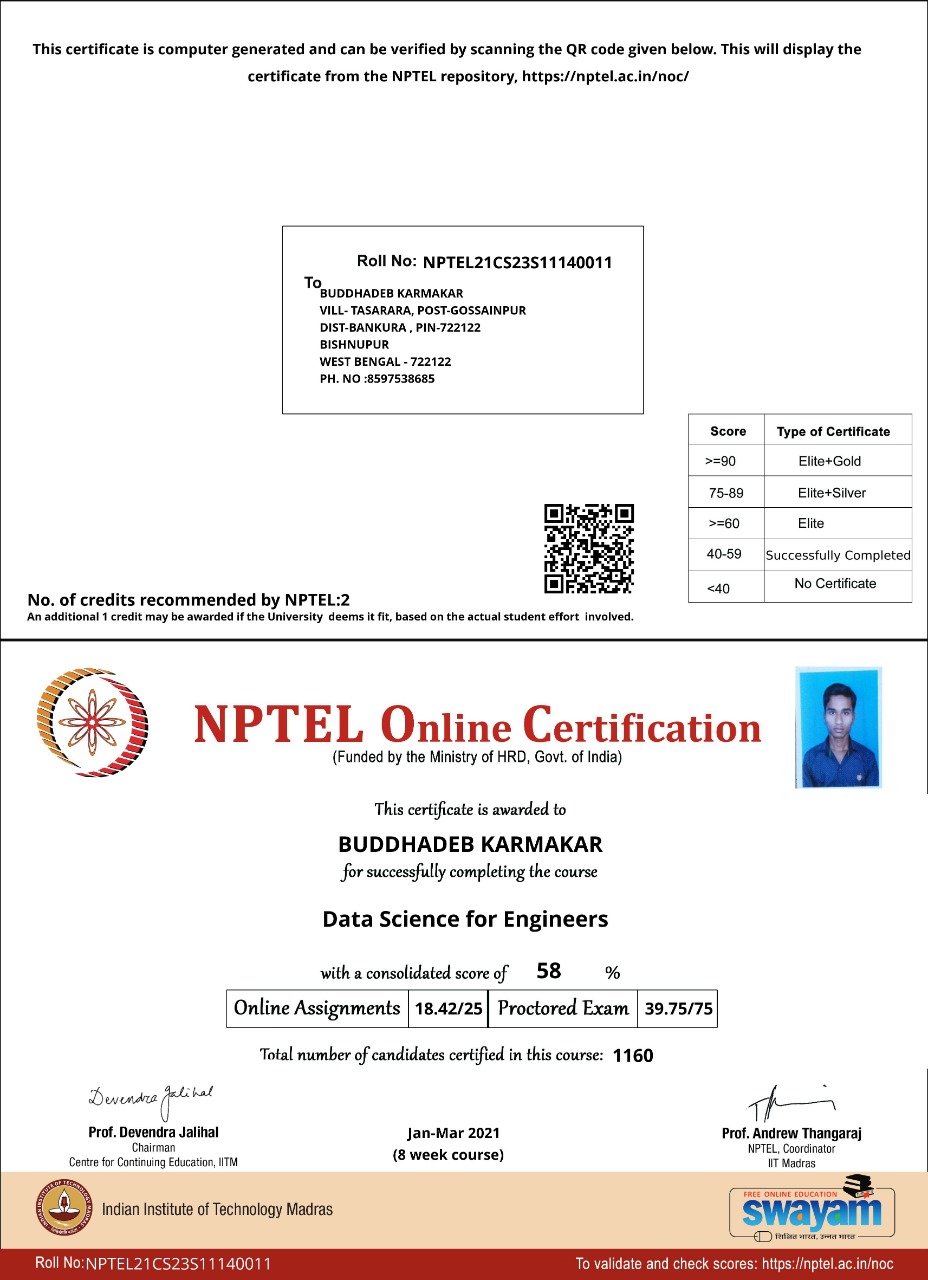 This certificate is computer generated and can be verified by scanning the QR code given below. This will display the
certificate from the NPTEL repository, https://nptel.ac.in/noc/
Roll No: NPTEL21CS23S11140011
To
BUDDHADEB KARMAKAR
VILL- TASARARA, POST-GOSSAINPUR
DIST-BANKURA , PIN-722122
BISHNUPUR
WEST BENGAL - 722122
PH. NO :8597538685
Score Type of Certificate
>=90 Elite+Gold
75-89 Elite+Silver
>=60 Elite
40-59 Successfully Completed
<40 No Certificate
No. of credits recommended by NPTEL:2
An additional 1 credit may be awarded if the University deems it fit, based on the actual student effort involved.
NPTEL Online Certification
(Funded by the Ministry of HRD, Govt. of India)
This certificate is awarded to
BUDDHADEB KARMAKAR
for successfully completing the course
Data Science for Engineers
with a consolidated score of 58 %
Online Assignments 18.42/25 Proctored Exam 39.75/75
Total number of candidates certified in this course: 1160
Devendra Jalihal
Prof. Devendra Jalihal
Chairman
Centre for Continuing Education, IITM
Jan-Mar 2021
(8 week course)
Prof. Andrew Thangaraj
NPTEL, Coordinator
IIT Madras
Indian Institute of Technology Madras
FREE ONLINE EDUCATION
swayam
शिक्षित भारत, उन्नत भारत
Roll No:NPTEL21CS23S11140011
To validate and check scores: https://nptel.ac.in/noc